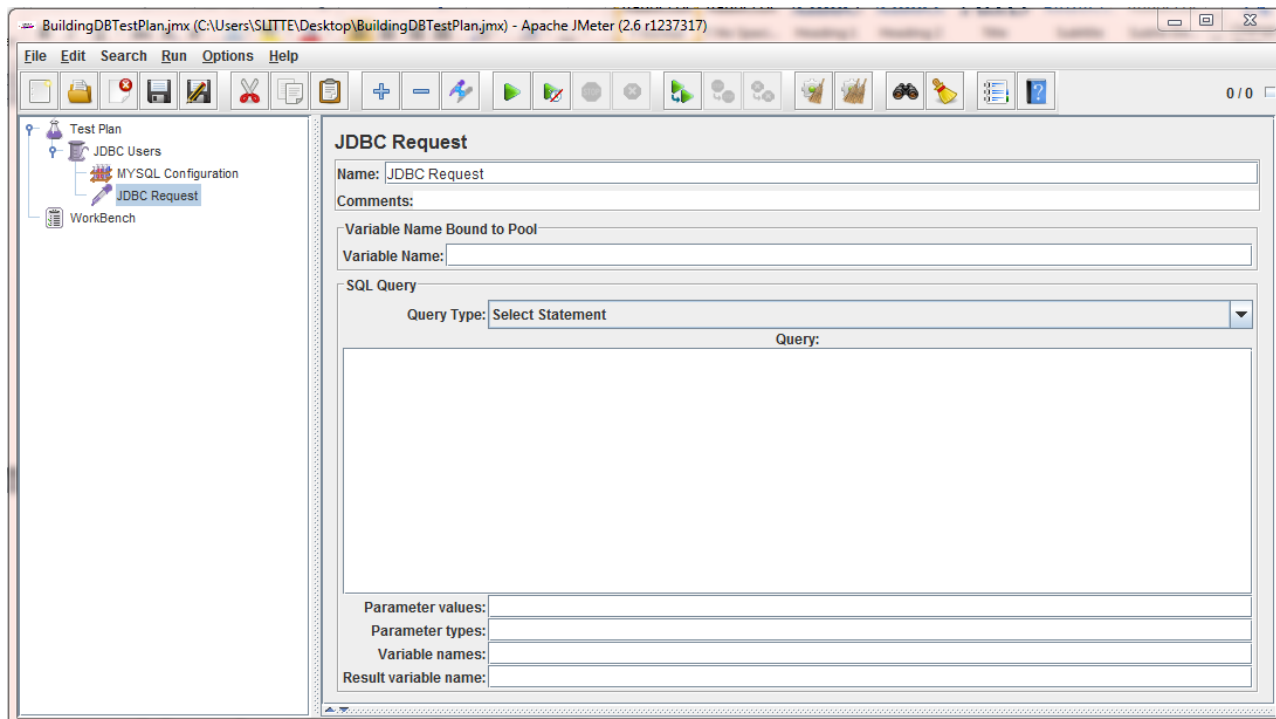 BuildingDBTestPlan.jmx (C:\Users\SLITTE\Desktop\BuildingDBTestPlan.jmx) - Apache JMeter (2.6 r1237317)
File Edit Search Run Options Help
0 / 0
Test Plan
JDBC Users
MYSQL Configuration
JDBC Request
WorkBench
JDBC Request
Name: JDBC Request
Comments:
Variable Name Bound to Pool
Variable Name:
SQL Query
Query Type: Select Statement
Query:
Parameter values:
Parameter types:
Variable names:
Result variable name: